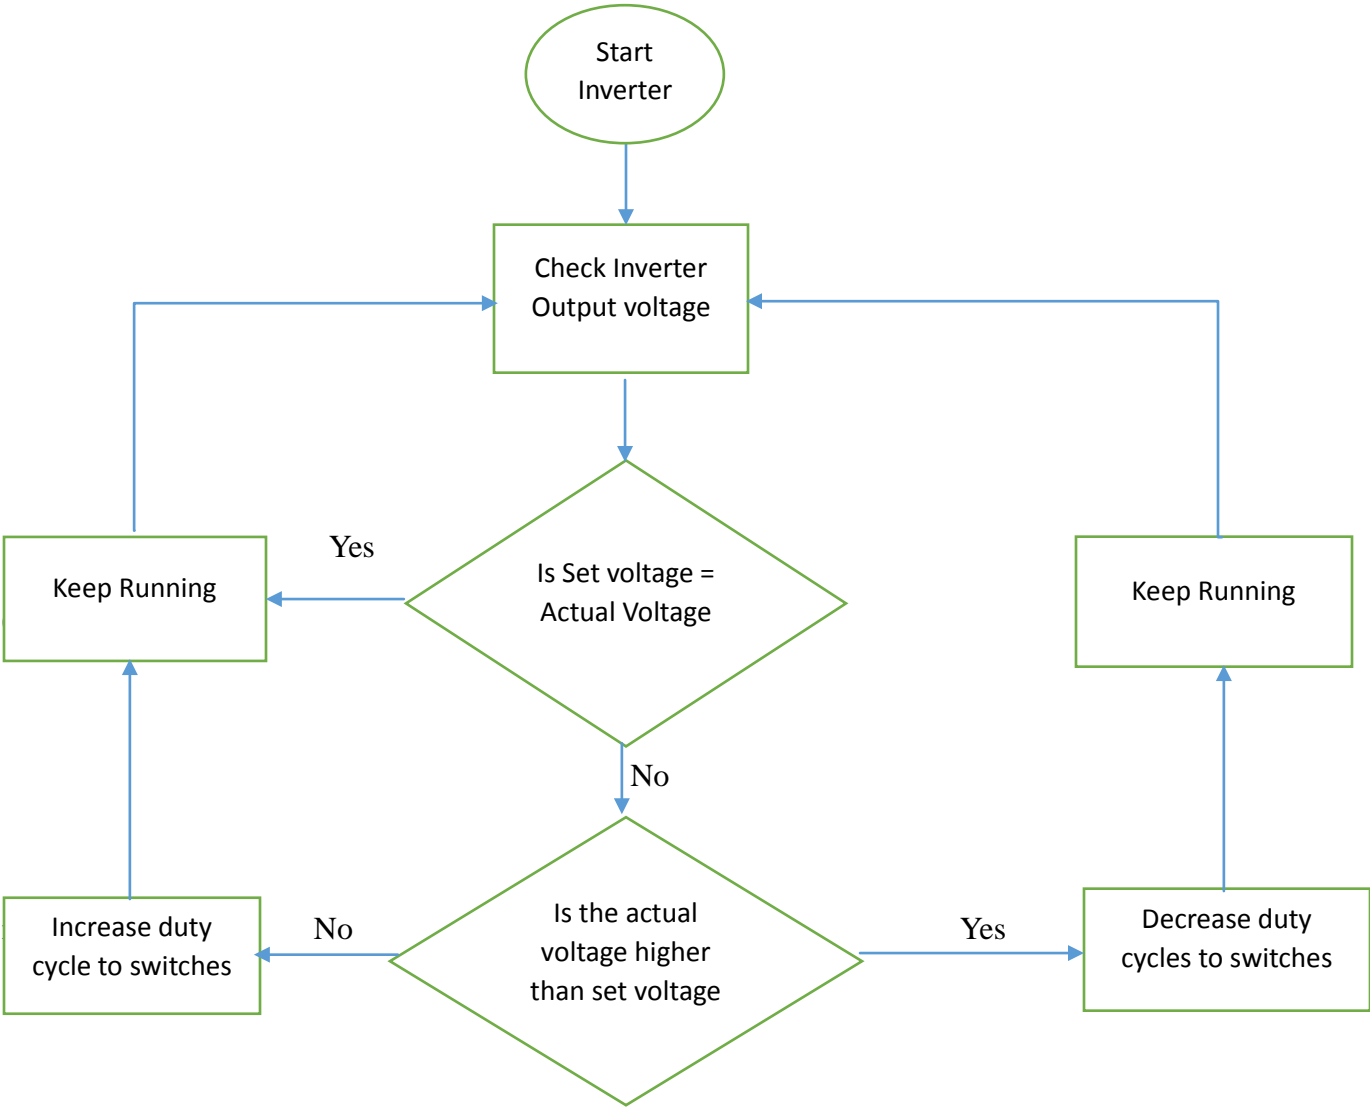 Start
Inverter
Check Inverter
Output voltage
Yes
Keep Running
Is Set voltage =
Actual Voltage
Keep Running
No
Increase duty
cycle to switches
No
Is the actual
voltage higher
than set voltage
Yes
Decrease duty
cycles to switches